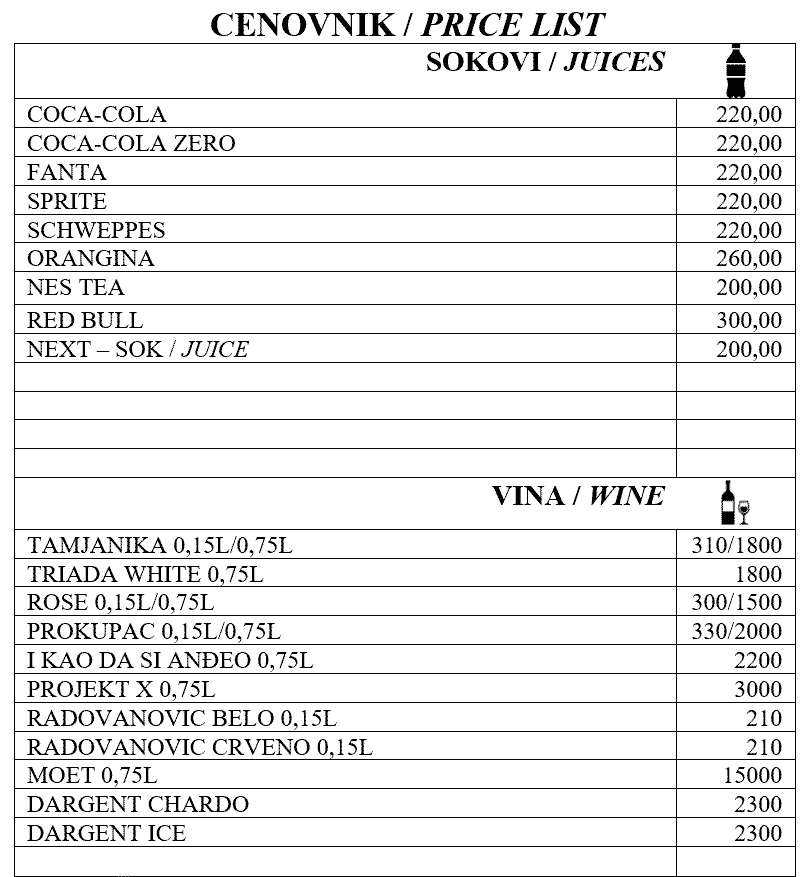 CENOVNIK / PRICE LIST
SOKOVI / JUICES
COCA-COLA 220,00
COCA-COLA ZERO 220,00
FANTA 220,00
SPRITE 220,00
SCHWEPPES 220,00
ORANGINA 260,00
NES TEA 200,00
RED BULL 300,00
NEXT – SOK / JUICE 200,00
VINA / WINE
TAMJANIKA 0,15L/0,75L 310/1800
TRIADA WHITE 0,75L 1800
ROSE 0,15L/0,75L 300/1500
PROKUPAC 0,15L/0,75L 330/2000
I KAO DA SI ANĐEO 0,75L 2200
PROJEKT X 0,75L 3000
RADOVANOVIC BELO 0,15L 210
RADOVANOVIC CRVENO 0,15L 210
MOET 0,75L 15000
DARGENT CHARDO 2300
DARGENT ICE 2300